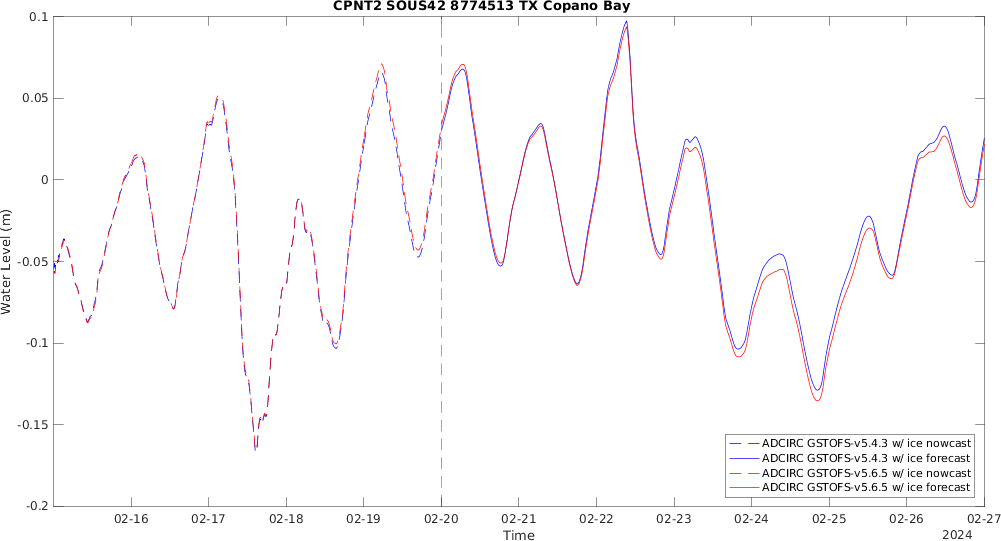 CPNT2 SOUS42 8774513 TX Copano Bay
0.1
0.05
0
-0.05
-0.1
-0.15
-0.2
Water Level (m)
02-16 02-17 02-18 02-19 02-20 02-21 02-22 02-23 02-24 02-25 02-26 02-27
Time
2024
ADCIRC GSTOFS-v5.4.3 w/ ice nowcast
ADCIRC GSTOFS-v5.4.3 w/ ice forecast
ADCIRC GSTOFS-v5.6.5 w/ ice nowcast
ADCIRC GSTOFS-v5.6.5 w/ ice forecast